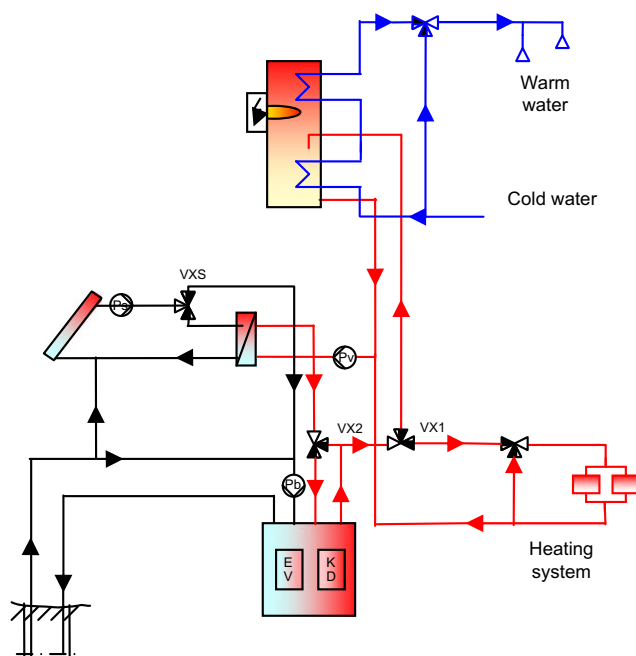 Warm
water
Cold water
VXS
Ps
Pv
VX2
VX1
Pb
E
V
K
D
Heating
system